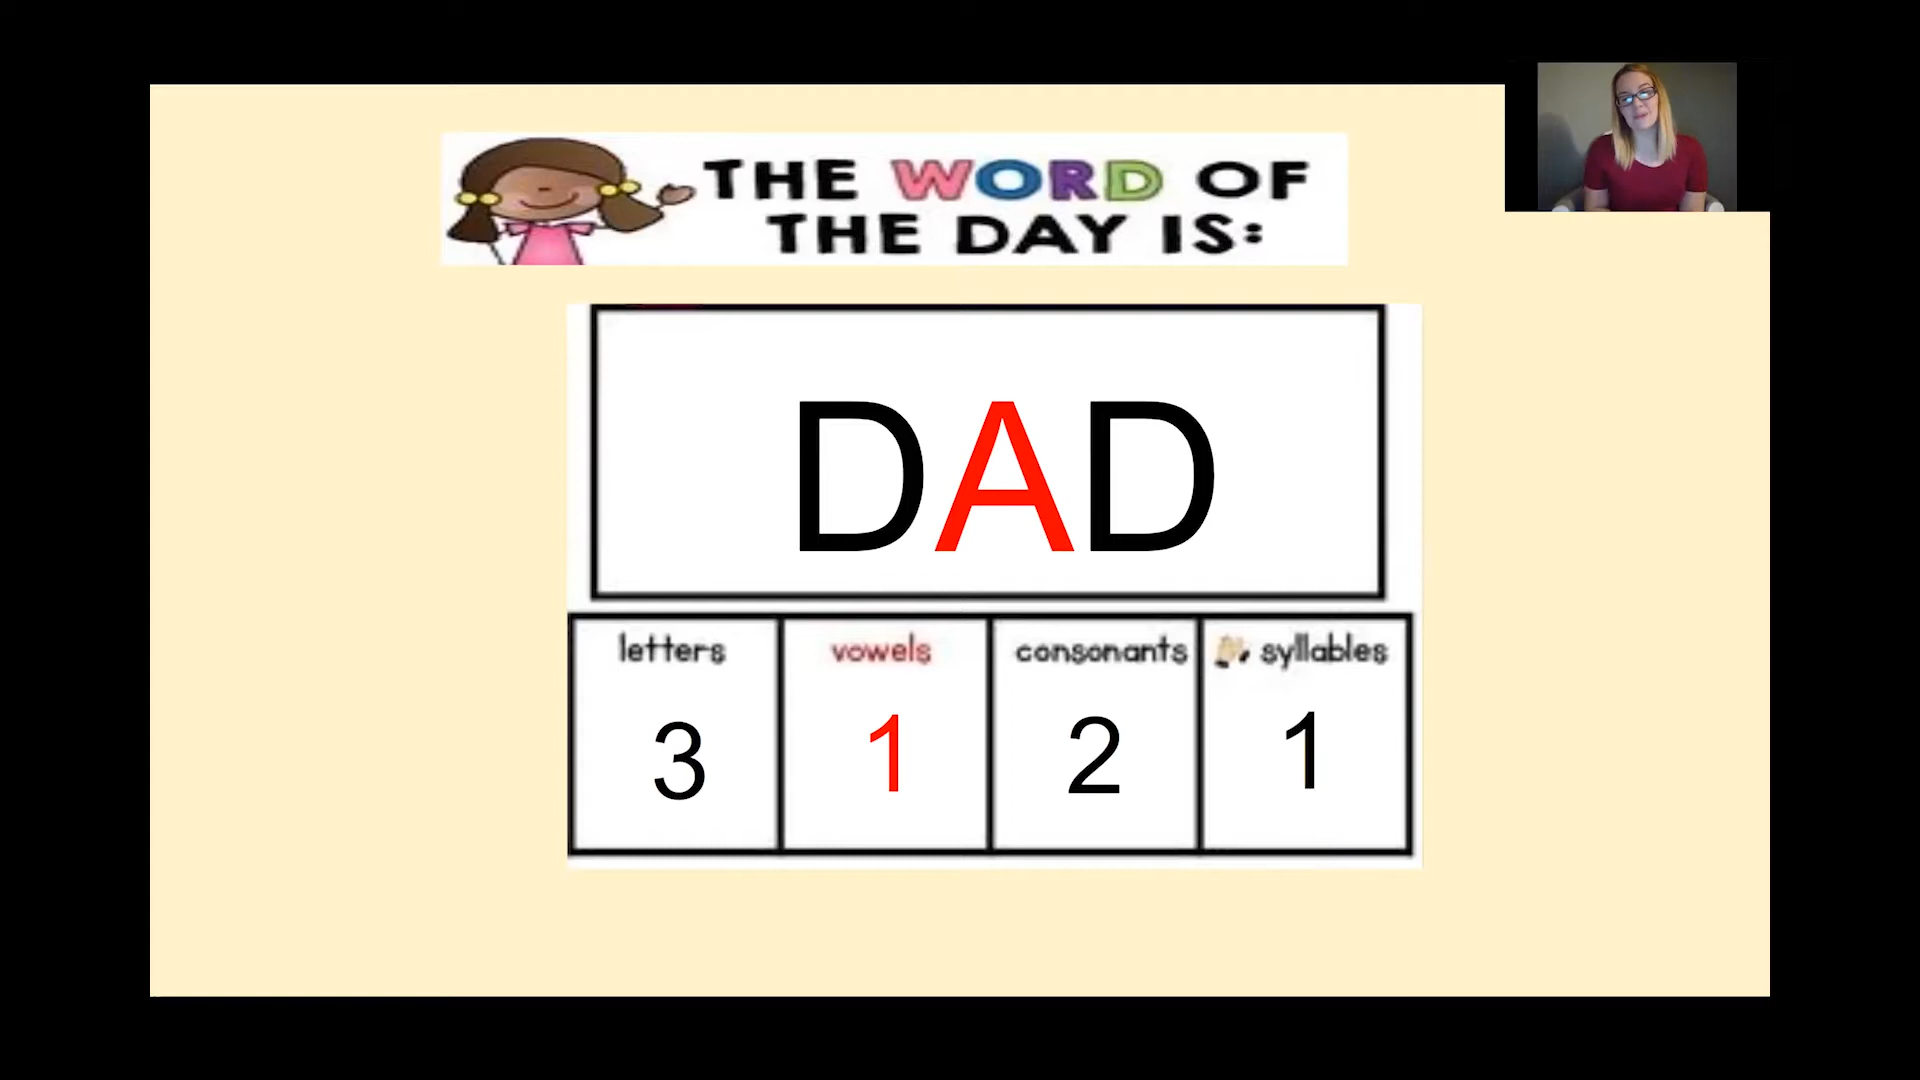 THE WORD OF
THE DAY IS:
DAD
letters vowels consonants syllables
3 1 2 1